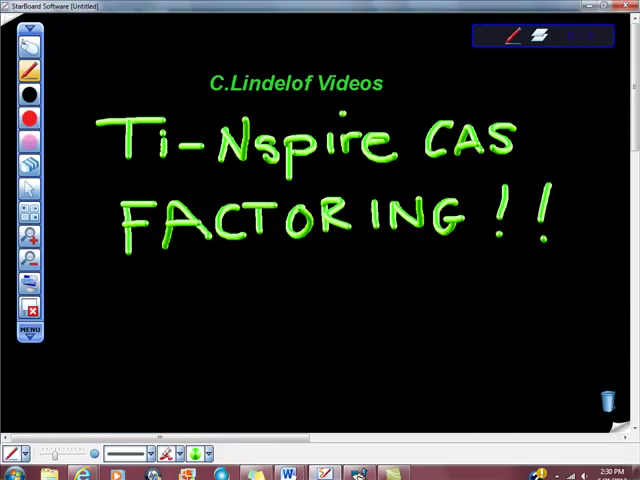 StarBoard Software [Untitled]
C.Lindelof Videos
Ti-Nspire CAS
FACTORING!!
MENU
2:30 PM